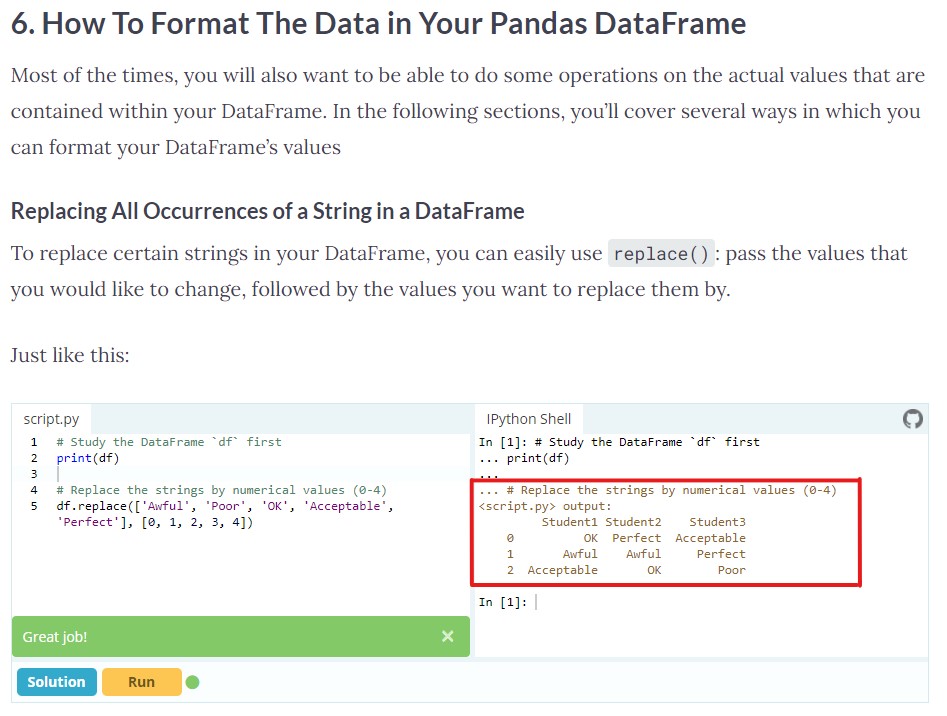 6. How To Format The Data in Your Pandas DataFrame
Most of the times, you will also want to be able to do some operations on the actual values that are
contained within your DataFrame. In the following sections, you’ll cover several ways in which you
can format your DataFrame’s values
Replacing All Occurrences of a String in a DataFrame
To replace certain strings in your DataFrame, you can easily use replace(): pass the values that
you would like to change, followed by the values you want to replace them by.
Just like this:
script.py
1 # Study the DataFrame `df` first
2 print(df)
3
4 # Replace the strings by numerical values (0-4)
5 df.replace(['Awful', 'Poor', 'OK', 'Acceptable',
'Perfect'], [0, 1, 2, 3, 4])
Great job! ×
Solution Run
IPython Shell
In [1]: # Study the DataFrame `df` first
... print(df)
...
... # Replace the strings by numerical values (0-4)
<script.py> output:
Student1 Student2 Student3
0 OK Perfect Acceptable
1 Awful Awful Perfect
2 Acceptable OK Poor
In [1]: